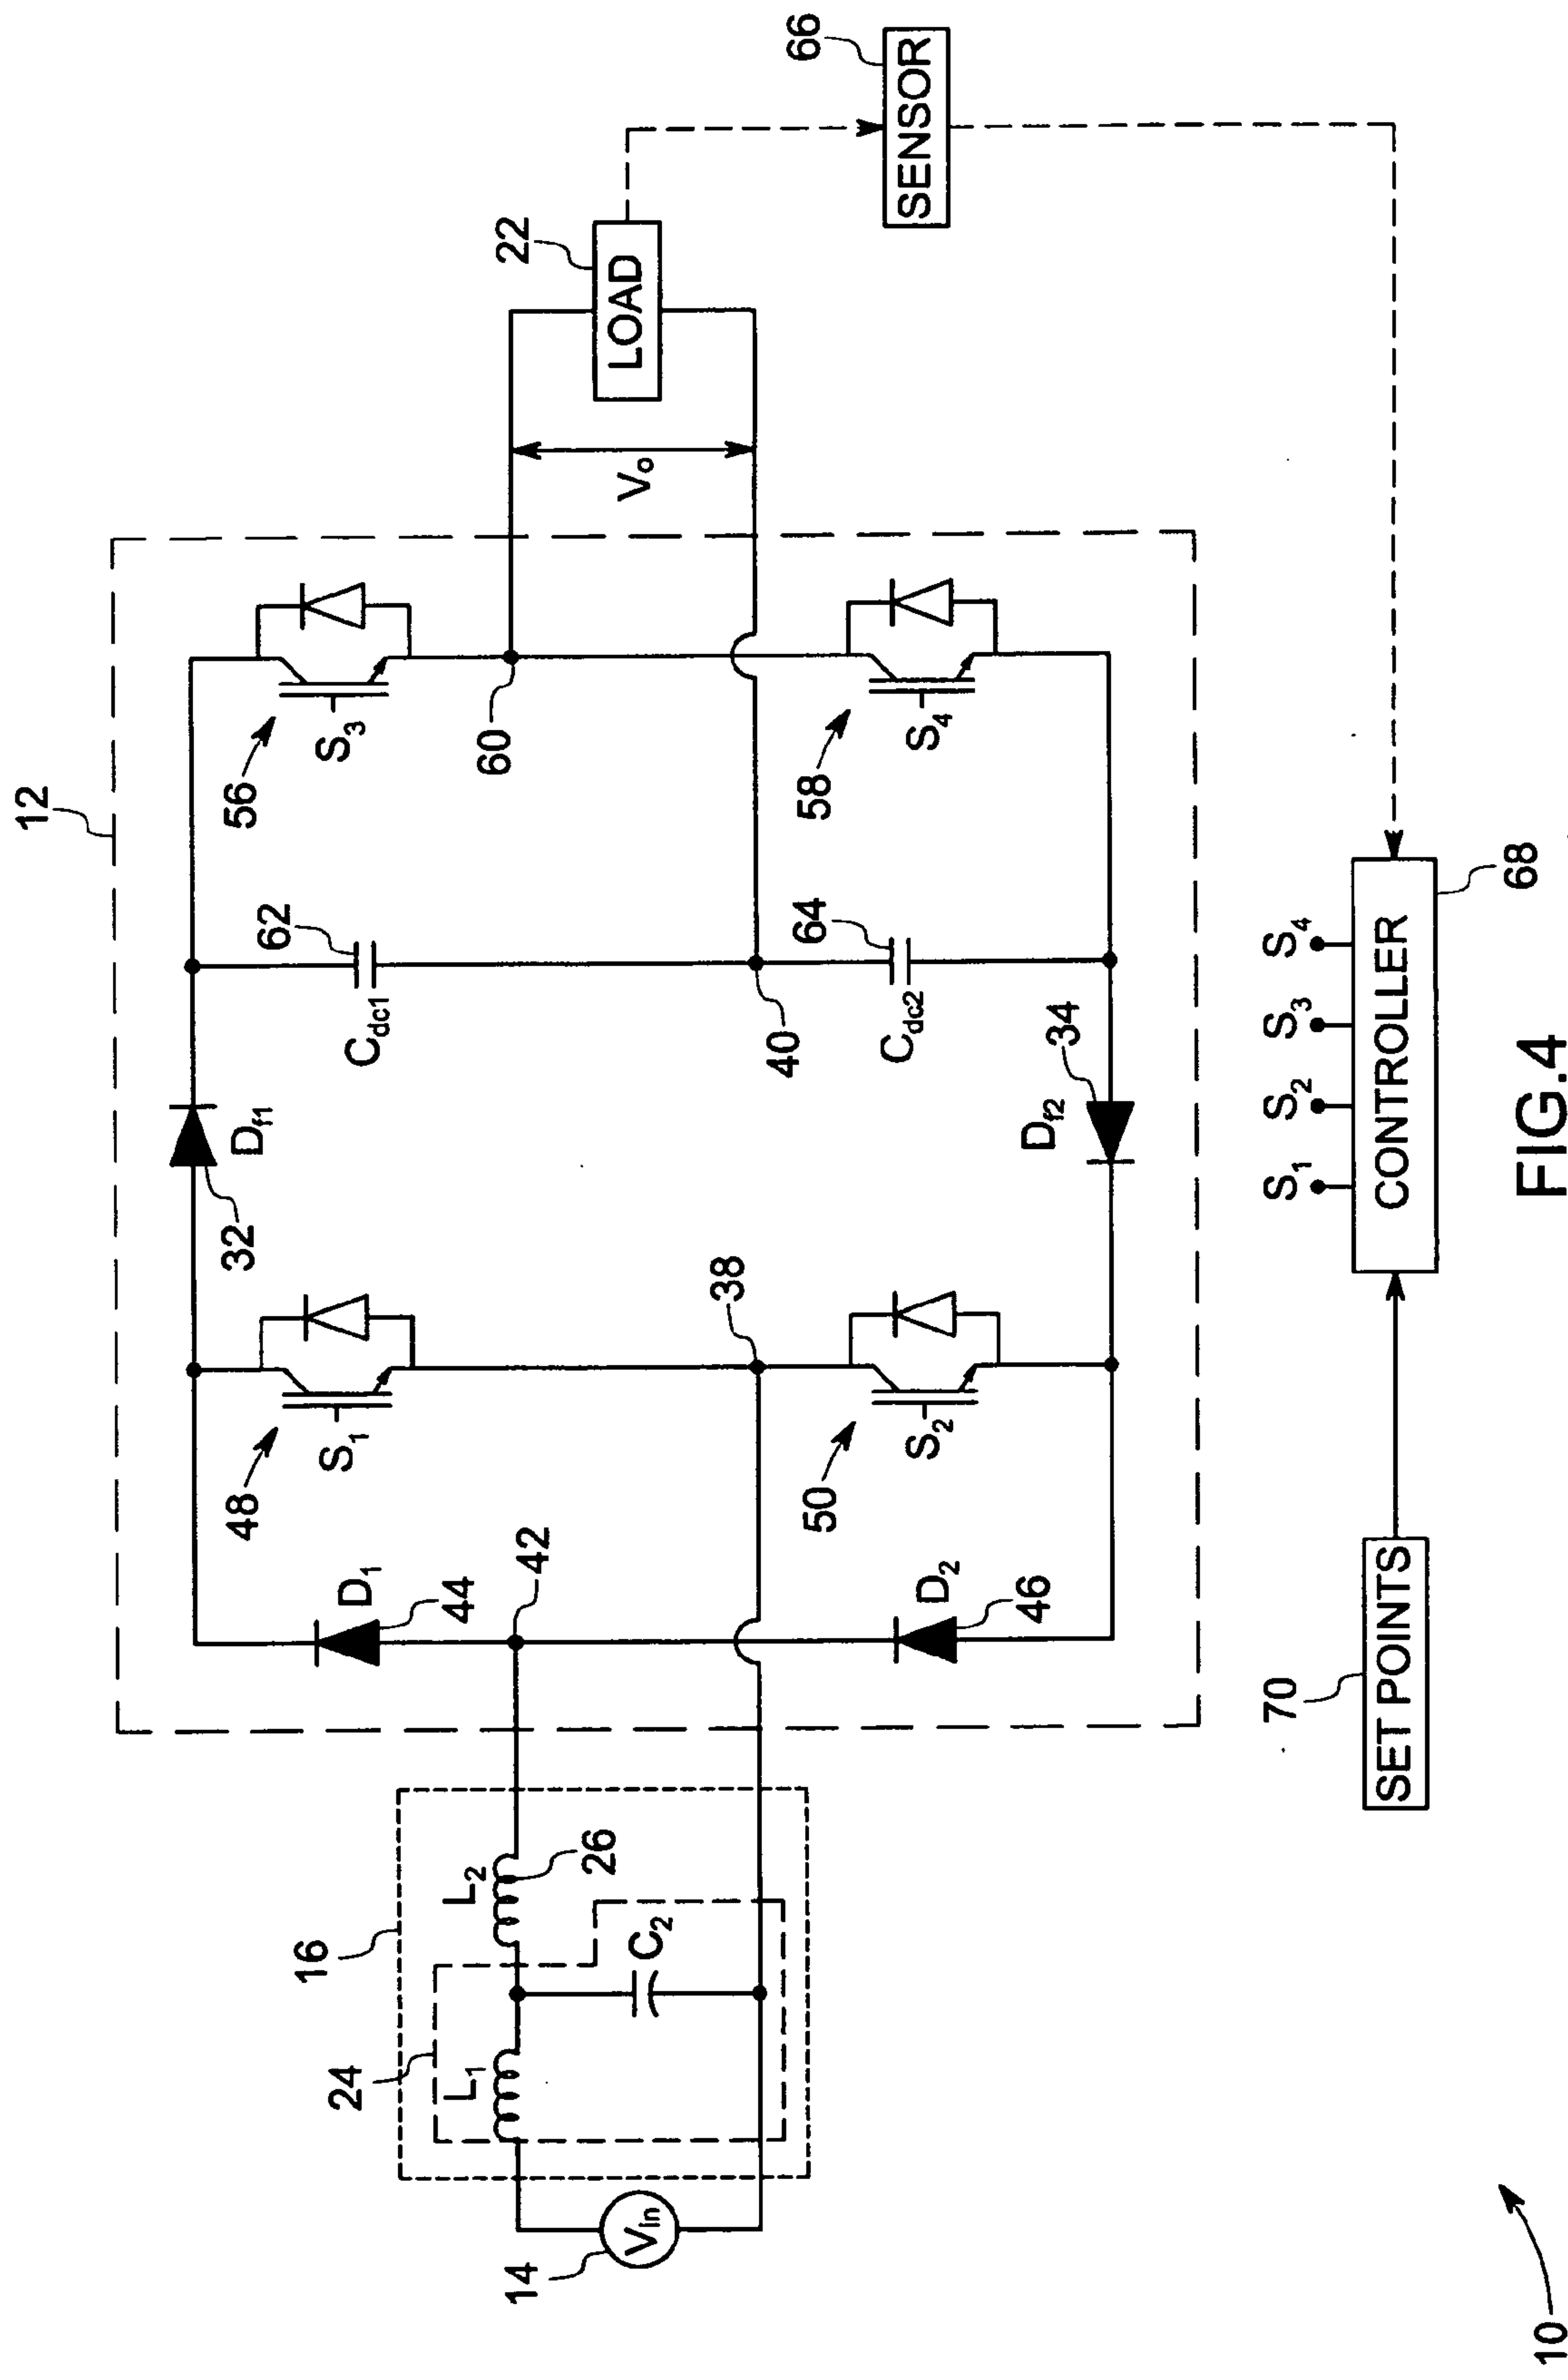 12
56
S3
62
Cdc1
Df1
32
48
S1
D1
44
42
60
22
LOAD
Vo
66
SENSOR
16
L2
26
24
L1
C2
14
Vin
38
40
64
Cdc2
34
Df2
58
S4
50
S2
D2
46
S1
S2
S3
S4
70
SET POINTS
CONTROLLER
68
10
FIG.4